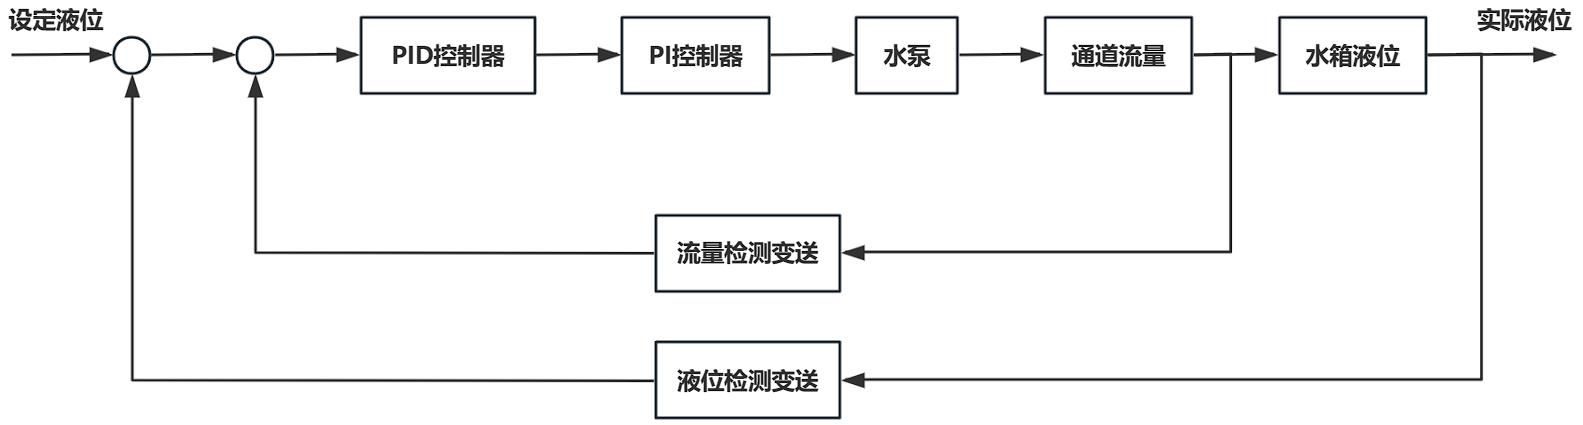 设定液位
实际液位
PID控制器
PI控制器
水泵
通道流量
水箱液位
流量检测变送
液位检测变送